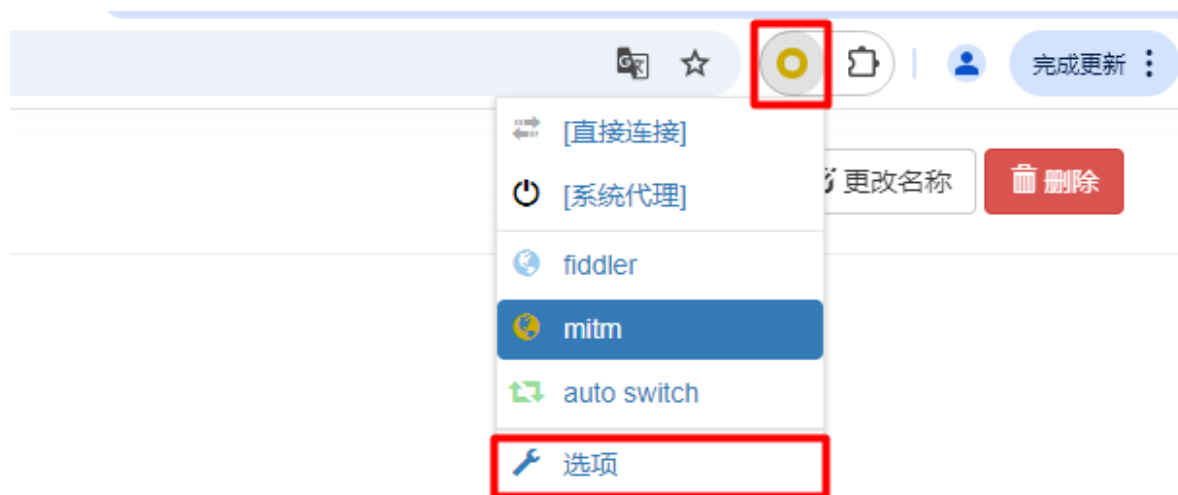 完成更新
[直接连接]
更改名称
删除
[系统代理]
fiddler
mitm
auto switch
选项